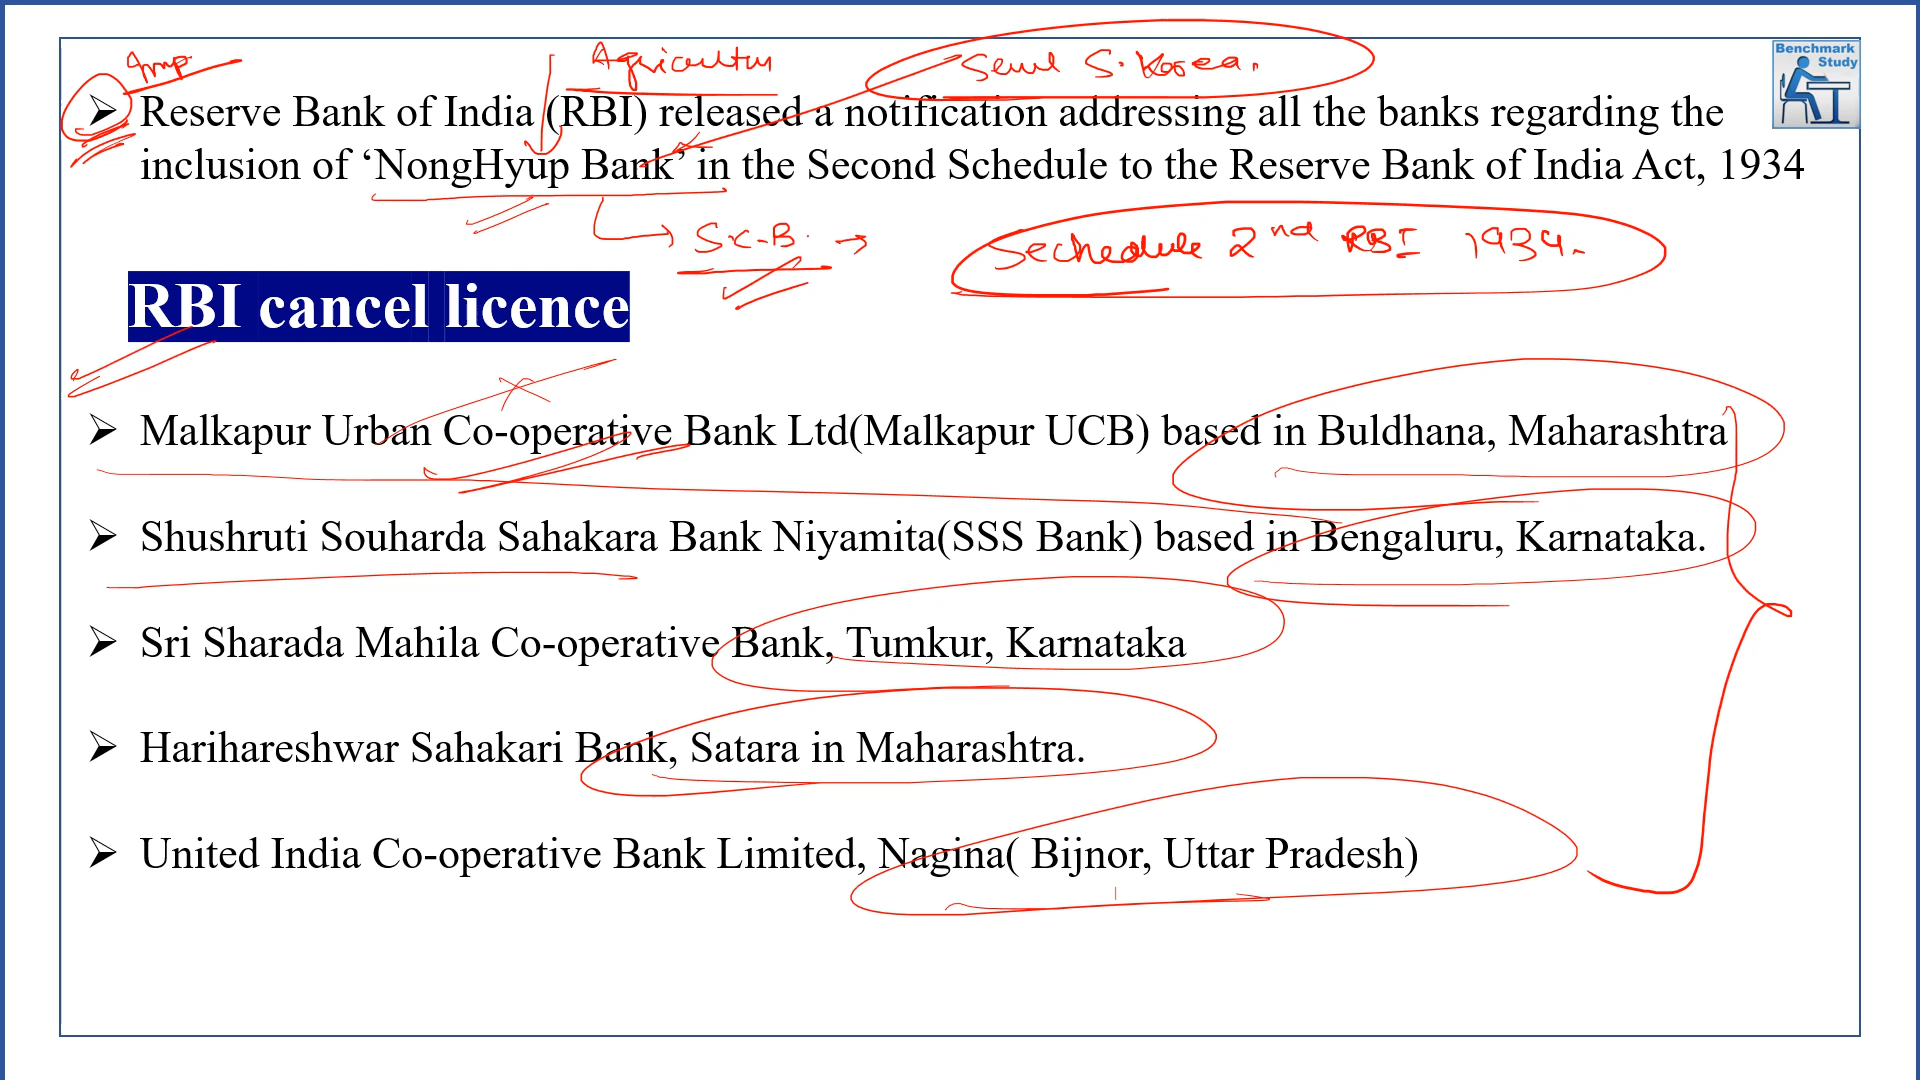 Imp
Agricultur
Seul S. Korea.
Benchmark
Study
➢ Reserve Bank of India (RBI) released a notification addressing all the banks regarding the
inclusion of ‘NongHyup Bank’ in the Second Schedule to the Reserve Bank of India Act, 1934
Sc-B. → Sechedule 2nd RBI 1934.
RBI cancel licence
➢ Malkapur Urban Co-operative Bank Ltd(Malkapur UCB) based in Buldhana, Maharashtra
➢ Shushruti Souharda Sahakara Bank Niyamita(SSS Bank) based in Bengaluru, Karnataka.
➢ Sri Sharada Mahila Co-operative Bank, Tumkur, Karnataka
➢ Harihareshwar Sahakari Bank, Satara in Maharashtra.
➢ United India Co-operative Bank Limited, Nagina( Bijnor, Uttar Pradesh)